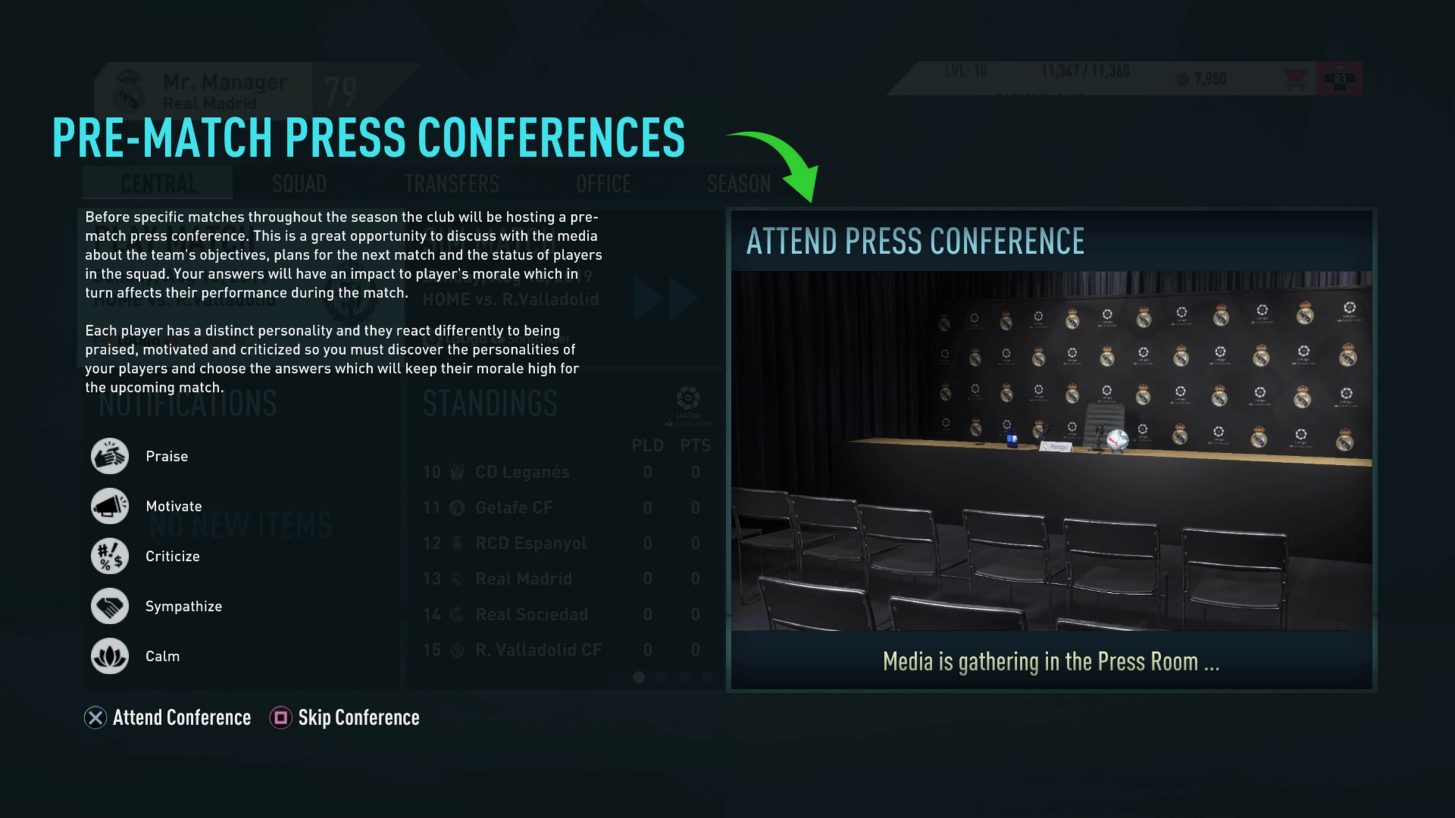 Mr. Manager
Real Madrid
79
LVL: 10
11,347 / 11,360
7,950
PRE-MATCH PRESS CONFERENCES
CENTRAL
SQUAD
TRANSFERS
OFFICE
SEASON
Before specific matches throughout the season the club will be hosting a pre-
match press conference. This is a great opportunity to discuss with the media
about the team's objectives, plans for the next match and the status of players
in the squad. Your answers will have an impact to player's morale which in
turn affects their performance during the match.
HOME vs. R.Valladolid
Each player has a distinct personality and they react differently to being
praised, motivated and criticized so you must discover the personalities of
your players and choose the answers which will keep their morale high for
the upcoming match.
NOTIFICATIONS
NO NEW ITEMS
Praise
Motivate
Criticize
Sympathize
Calm
STANDINGS
PLD PTS
10 CD Leganés 0 0
11 Getafe CF 0 0
12 RCD Espanyol 0 0
13 Real Madrid 0 0
14 Real Sociedad 0 0
15 R. Valladolid CF 0 0
ATTEND PRESS CONFERENCE
Manager
Media is gathering in the Press Room ...
Attend Conference
Skip Conference